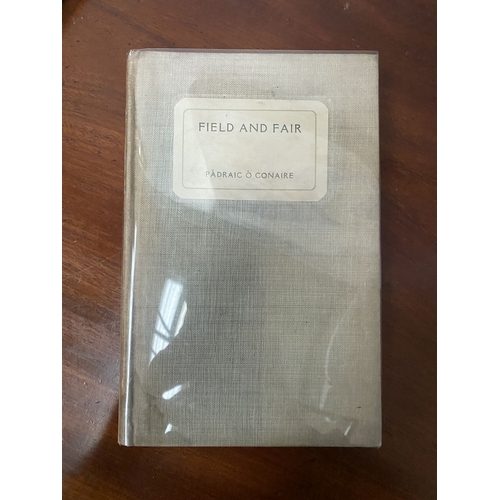 FIELD AND FAIR
PÁDRAIC Ó CONAIRE